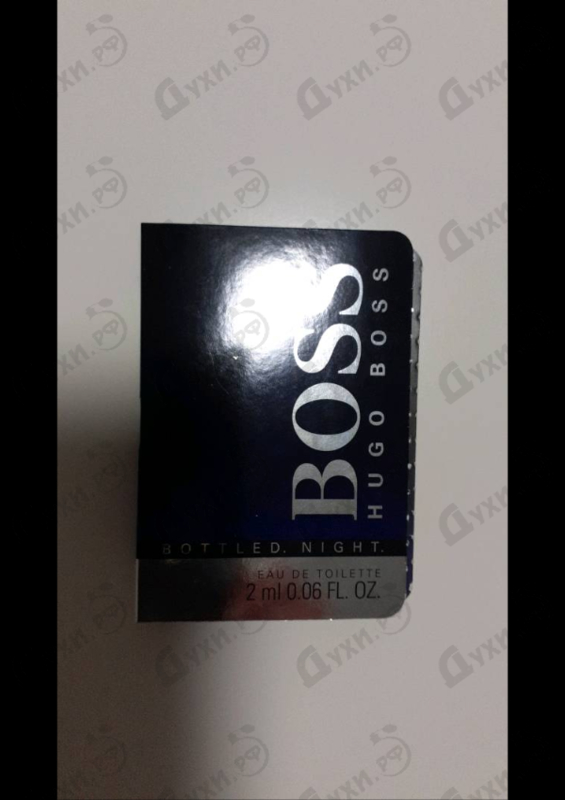 BOSS
HUGO BOSS
BOTTLED. NIGHT.
EAU DE TOILETTE
2 ml 0.06 FL. OZ.
Духи.рф